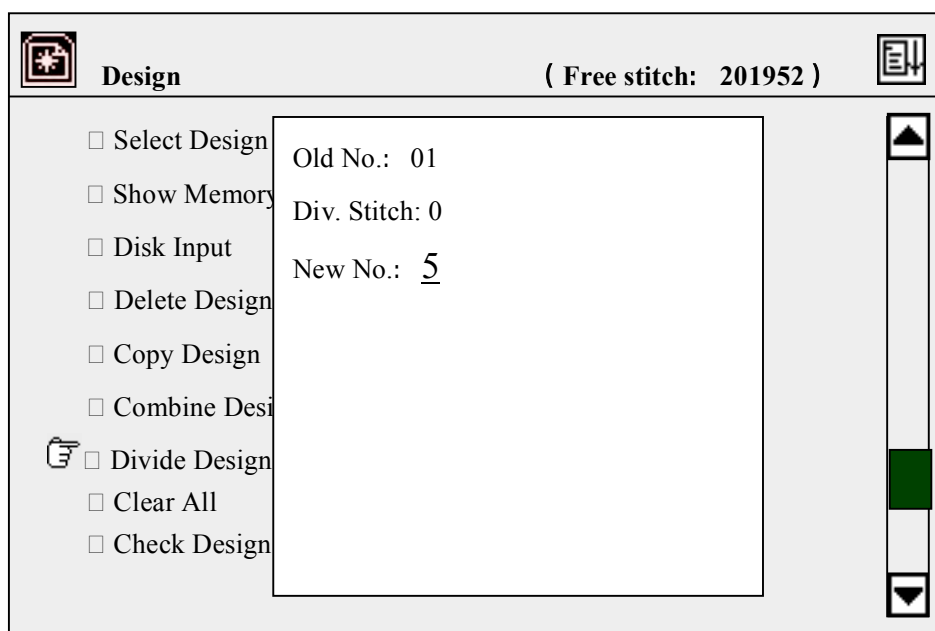 Design (Free stitch: 201952)
□ Select Design
□ Show Memory
□ Disk Input
□ Delete Design
□ Copy Design
□ Combine Desi
□ Divide Design
□ Clear All
□ Check Design
Old No.: 01
Div. Stitch: 0
New No.: 5